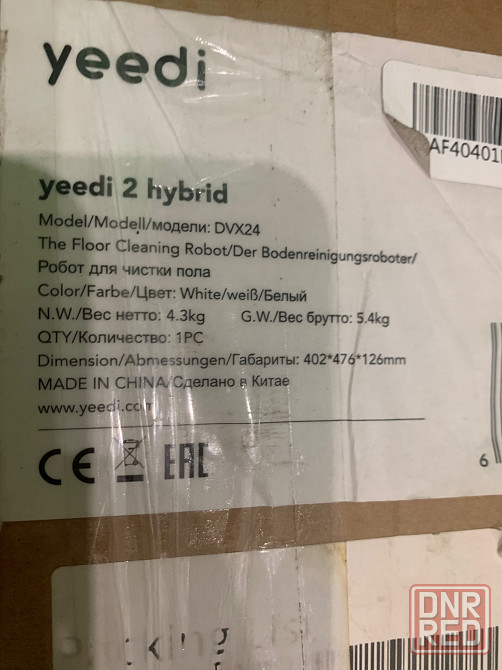 yeedi
AF40401
yeedi 2 hybrid
Model/Modell/модели: DVX24
The Floor Cleaning Robot/Der Bodenreinigungsroboter/
Робот для чистки пола
Color/Farbe/Цвет: White/weiß/Белый
N.W./Вес нетто: 4.3kg G.W./Вес брутто: 5.4kg
QTY/Количество: 1PC
Dimension/Abmessungen/Габариты: 402*476*126mm
MADE IN CHINA/Сделано в Китае
www.yeedi.com
CE EAC
6
DNR
RED